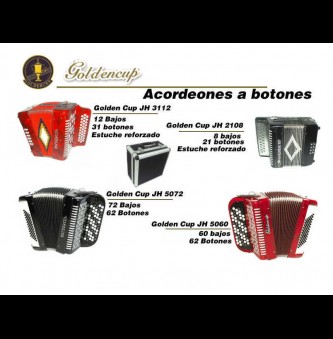 Goldencup
Acordeones a botones
Golden Cup JH 3112
12 Bajos
31 botones
Estuche reforzado
Golden Cup JH 2108
8 bajos
21 botones
Estuche reforzado
Golden Cup JH 5072
72 Bajos
62 Botones
Golden Cup JH 5060
60 bajos
62 Botones